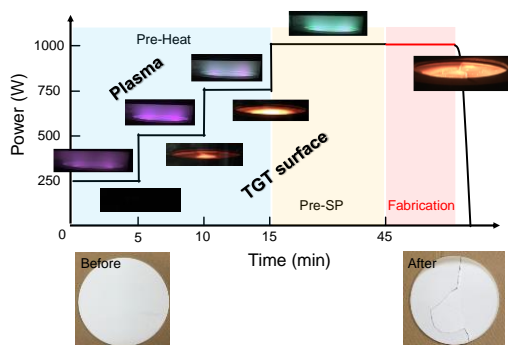 Power (W)
1000
750
500
250
0
Pre-Heat
Plasma
TGT surface
Pre-SP
Fabrication
5
10
15
45
Time (min)
Before
After